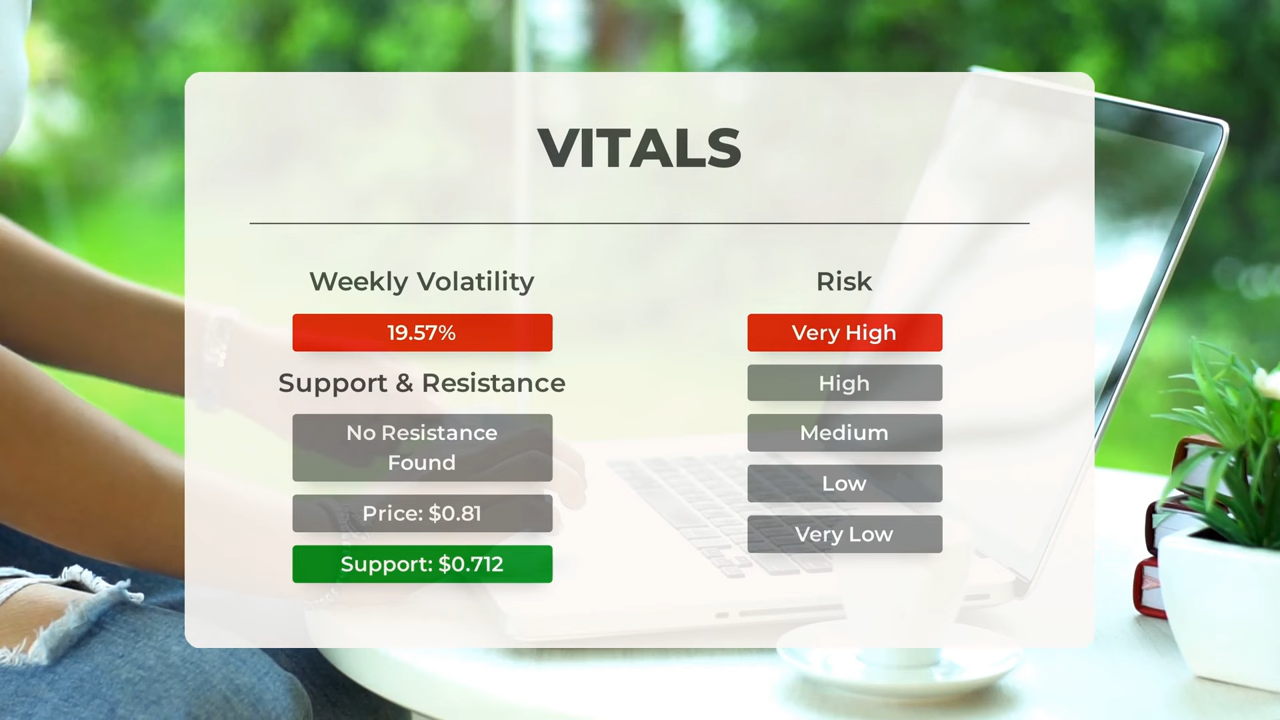 VITALS
Weekly Volatility
19.57%
Support & Resistance
No Resistance
Found
Price: $0.81
Support: $0.712
Risk
Very High
High
Medium
Low
Very Low